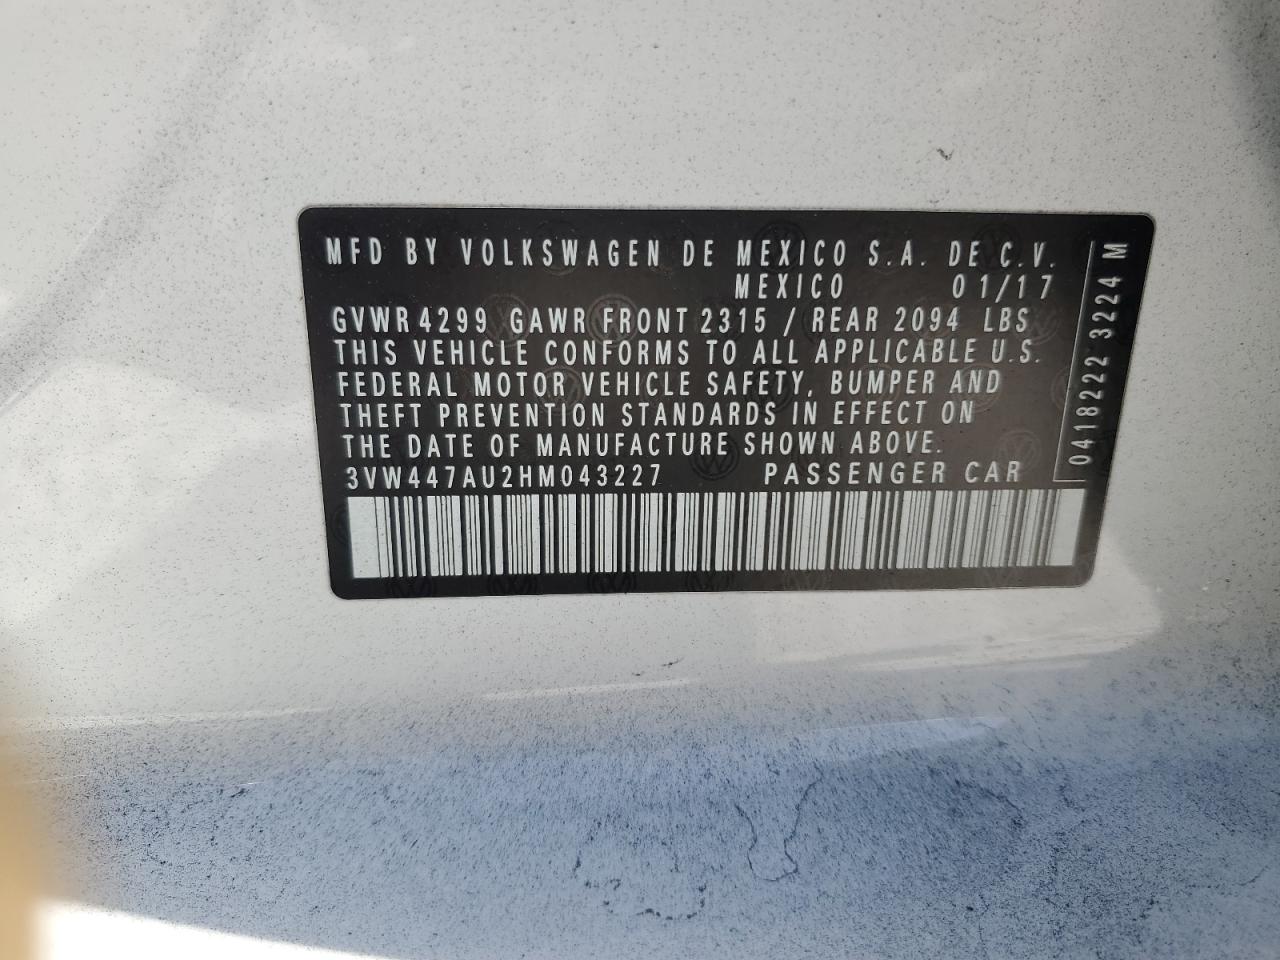 MFD BY VOLKSWAGEN DE MEXICO S.A. DE C.V.
MEXICO 01/17
GVWR 4299 GAWR FRONT 2315 / REAR 2094 LBS
THIS VEHICLE CONFORMS TO ALL APPLICABLE U.S.
FEDERAL MOTOR VEHICLE SAFETY, BUMPER AND
THEFT PREVENTION STANDARDS IN EFFECT ON
THE DATE OF MANUFACTURE SHOWN ABOVE.
3VW447AU2HM043227 PASSENGER CAR
0418222 3224 M